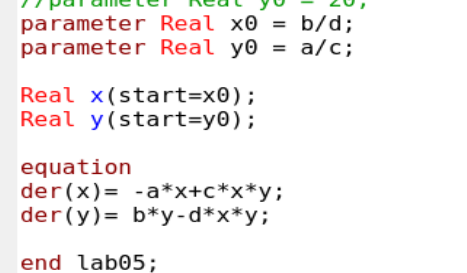 //parameter Real y0 = 20;
parameter Real x0 = b/d;
parameter Real y0 = a/c;
Real x(start=x0);
Real y(start=y0);
equation
der(x)= -a*x+c*x*y;
der(y)= b*y-d*x*y;
end lab05;